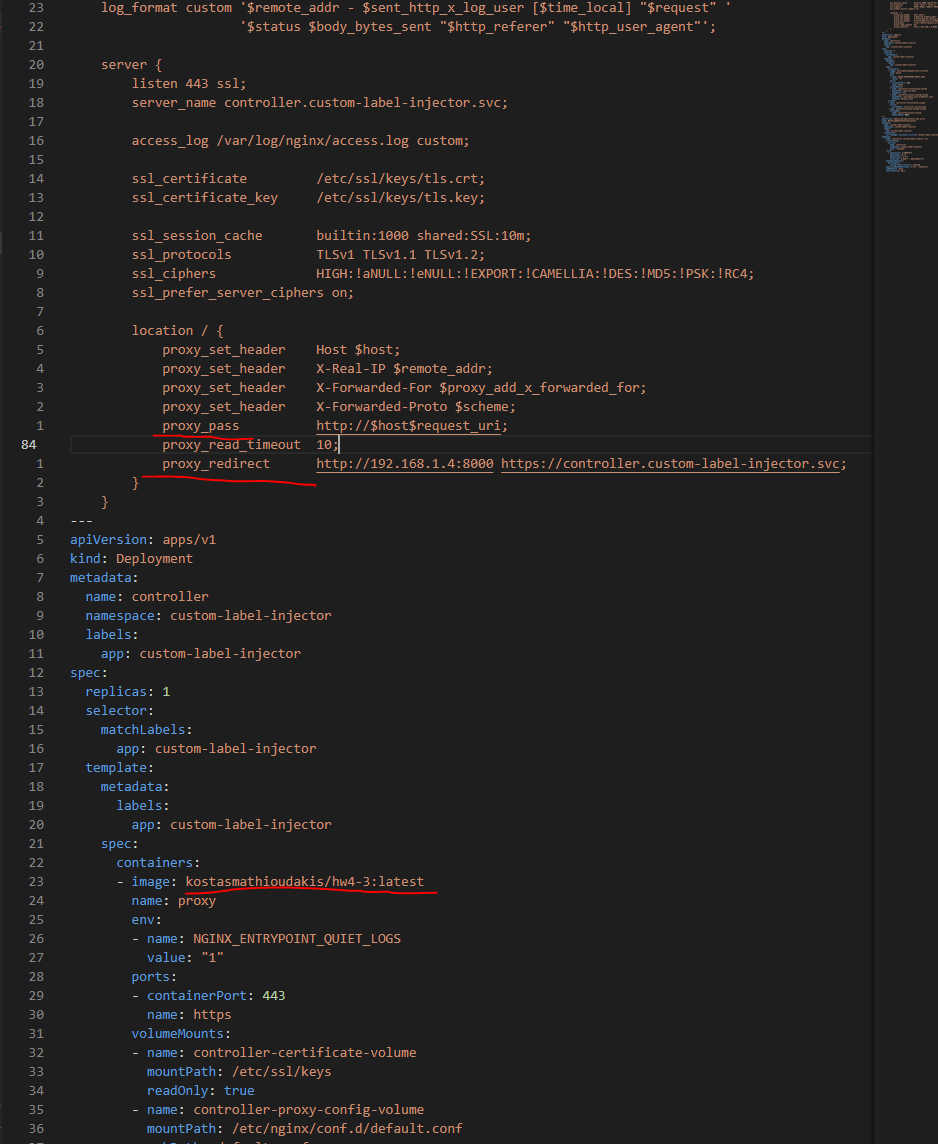 23 log_format custom '$remote_addr - $sent_http_x_log_user [$time_local] "$request" '
22 '$status $body_bytes_sent "$http_referer" "$http_user_agent"';
21
20 server {
19 listen 443 ssl;
18 server_name controller.custom-label-injector.svc;
17
16 access_log /var/log/nginx/access.log custom;
15
14 ssl_certificate /etc/ssl/keys/tls.crt;
13 ssl_certificate_key /etc/ssl/keys/tls.key;
12
11 ssl_session_cache builtin:1000 shared:SSL:10m;
10 ssl_protocols TLSv1 TLSv1.1 TLSv1.2;
9 ssl_ciphers HIGH:!aNULL:!eNULL:!EXPORT:!CAMELLIA:!DES:!MD5:!PSK:!RC4;
8 ssl_prefer_server_ciphers on;
7
6 location / {
5 proxy_set_header Host $host;
4 proxy_set_header X-Real-IP $remote_addr;
3 proxy_set_header X-Forwarded-For $proxy_add_x_forwarded_for;
2 proxy_set_header X-Forwarded-Proto $scheme;
1 proxy_pass http://$host$request_uri;
84 proxy_read_timeout 10;
1 proxy_redirect http://192.168.1.4:8000 https://controller.custom-label-injector.svc;
2 }
3 }
4 ---
5 apiVersion: apps/v1
6 kind: Deployment
7 metadata:
8 name: controller
9 namespace: custom-label-injector
10 labels:
11 app: custom-label-injector
12 spec:
13 replicas: 1
14 selector:
15 matchLabels:
16 app: custom-label-injector
17 template:
18 metadata:
19 labels:
20 app: custom-label-injector
21 spec:
22 containers:
23 - image: kostasmathioudakis/hw4-3:latest
24 name: proxy
25 env:
26 - name: NGINX_ENTRYPOINT_QUIET_LOGS
27 value: "1"
28 ports:
29 - containerPort: 443
30 name: https
31 volumeMounts:
32 - name: controller-certificate-volume
33 mountPath: /etc/ssl/keys
34 readOnly: true
35 - name: controller-proxy-config-volume
36 mountPath: /etc/nginx/conf.d/default.conf